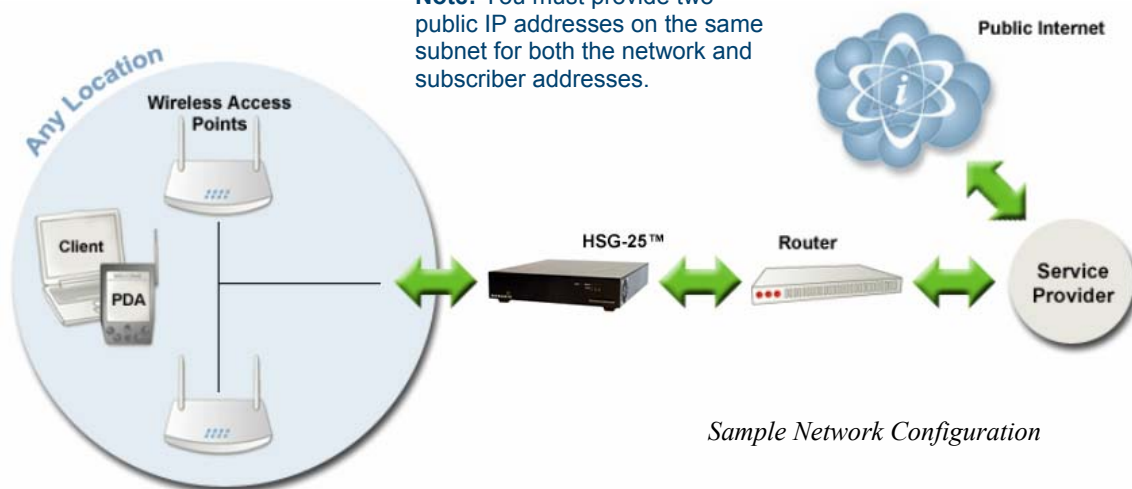 Note: You must provide two
public IP addresses on the same
subnet for both the network and
subscriber addresses.
Public Internet
i
Any Location
Wireless Access
Points
Client
PDA
HSG-25™
Router
Service
Provider
Sample Network Configuration